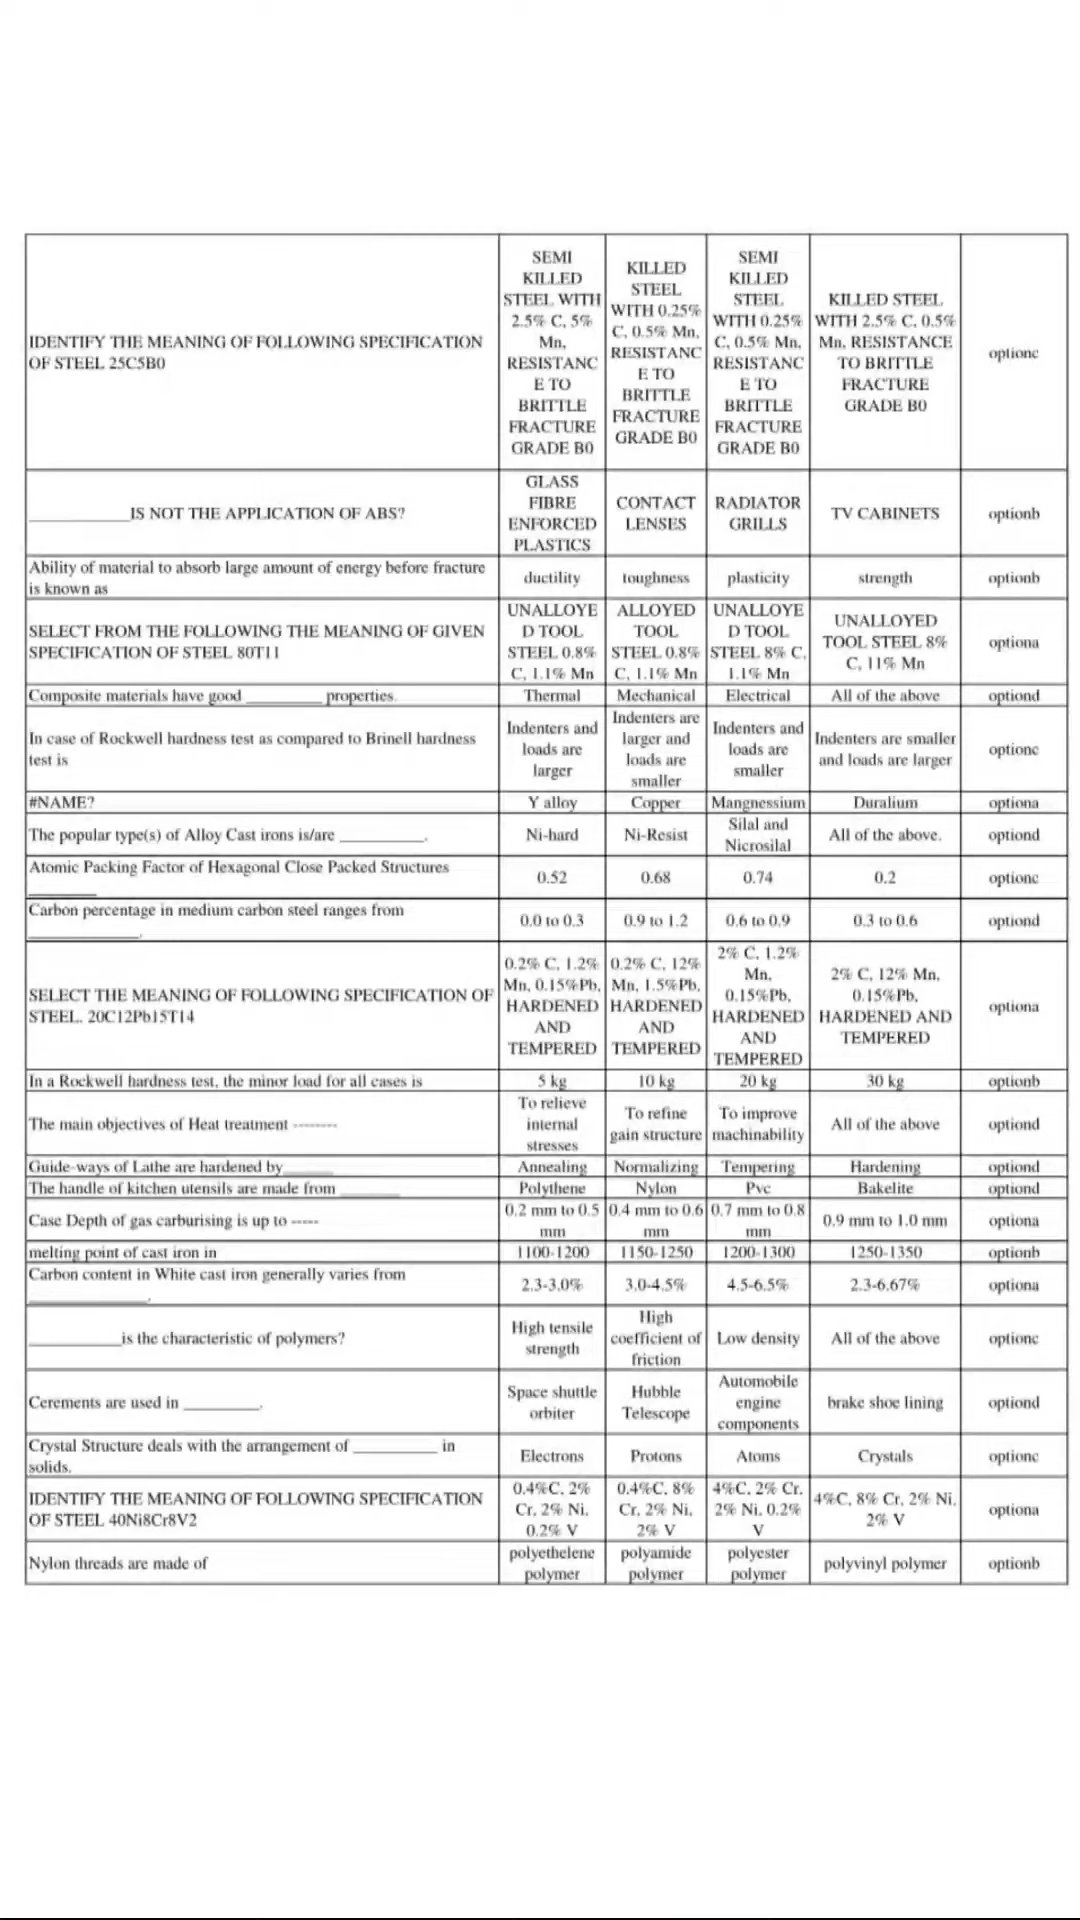 IDENTIFY THE MEANING OF FOLLOWING SPECIFICATION
OF STEEL 25C5B0
SEMI
KILLED
STEEL WITH
2.5% C, 5%
Mn,
RESISTANC
E TO
BRITTLE
FRACTURE
GRADE B0
KILLED
STEEL
WITH 0.25%
C, 0.5% Mn,
RESISTANC
E TO
BRITTLE
FRACTURE
GRADE B0
SEMI
KILLED
STEEL
WITH 0.25%
C, 0.5% Mn,
RESISTANC
E TO
BRITTLE
FRACTURE
GRADE B0
KILLED STEEL
WITH 2.5% C, 0.5%
Mn, RESISTANCE
TO BRITTLE
FRACTURE
GRADE B0
optionc
____________IS NOT THE APPLICATION OF ABS?
GLASS
FIBRE
ENFORCED
PLASTICS
CONTACT
LENSES
RADIATOR
GRILLS
TV CABINETS
optionb
Ability of material to absorb large amount of energy before fracture
is known as
ductility
toughness
plasticity
strength
optionb
SELECT FROM THE FOLLOWING THE MEANING OF GIVEN
SPECIFICATION OF STEEL 80T11
UNALLOYE
D TOOL
STEEL 0.8%
C, 1.1% Mn
ALLOYED
TOOL
STEEL 0.8%
C, 1.1% Mn
UNALLOYE
D TOOL
STEEL 8% C,
1.1% Mn
UNALLOYED
TOOL STEEL 8%
C, 11% Mn
optiona
Composite materials have good _________ properties.
Thermal
Mechanical
Electrical
All of the above
optiond
In case of Rockwell hardness test as compared to Brinell hardness
test is
Indenters and
loads are
larger
Indenters are
larger and
loads are
smaller
Indenters and
loads are
smaller
Indenters are smaller
and loads are larger
optionc
#NAME?
Y alloy
Copper
Mangnessium
Duralium
optiona
The popular type(s) of Alloy Cast irons is/are __________.
Ni-hard
Ni-Resist
Silal and
Nicrosilal
All of the above.
optiond
Atomic Packing Factor of Hexagonal Close Packed Structures
________
0.52
0.68
0.74
0.2
optionc
Carbon percentage in medium carbon steel ranges from
_____________.
0.0 to 0.3
0.9 to 1.2
0.6 to 0.9
0.3 to 0.6
optiond
SELECT THE MEANING OF FOLLOWING SPECIFICATION OF
STEEL. 20C12Pb15T14
0.2% C, 1.2%
Mn, 0.15%Pb,
HARDENED
AND
TEMPERED
0.2% C, 12%
Mn, 1.5%Pb,
HARDENED
AND
TEMPERED
2% C, 1.2%
Mn,
0.15%Pb,
HARDENED
AND
TEMPERED
2% C, 12% Mn,
0.15%Pb,
HARDENED AND
TEMPERED
optiona
In a Rockwell hardness test, the minor load for all cases is
5 kg
10 kg
20 kg
30 kg
optionb
The main objectives of Heat treatment --------
To relieve
internal
stresses
To refine
gain structure
To improve
machinability
All of the above
optiond
Guide-ways of Lathe are hardened by______
Annealing
Normalizing
Tempering
Hardening
optiond
The handle of kitchen utensils are made from _______
Polythene
Nylon
Pvc
Bakelite
optiond
Case Depth of gas carburising is up to -----
0.2 mm to 0.5
mm
0.4 mm to 0.6
mm
0.7 mm to 0.8
mm
0.9 mm to 1.0 mm
optiona
melting point of cast iron in
1100-1200
1150-1250
1200-1300
1250-1350
optionb
Carbon content in White cast iron generally varies from
______________.
2.3-3.0%
3.0-4.5%
4.5-6.5%
2.3-6.67%
optiona
___________is the characteristic of polymers?
High tensile
strength
High
coefficient of
friction
Low density
All of the above
optionc
Cerements are used in _________.
Space shuttle
orbiter
Hubble
Telescope
Automobile
engine
components
brake shoe lining
optiond
Crystal Structure deals with the arrangement of __________ in
solids.
Electrons
Protons
Atoms
Crystals
optionc
IDENTIFY THE MEANING OF FOLLOWING SPECIFICATION
OF STEEL 40Ni8Cr8V2
0.4%C, 2%
Cr, 2% Ni,
0.2% V
0.4%C, 8%
Cr, 2% Ni,
2% V
4%C, 2% Cr,
2% Ni, 0.2%
V
4%C, 8% Cr, 2% Ni,
2% V
optiona
Nylon threads are made of
polyethelene
polymer
polyamide
polymer
polyester
polymer
polyvinyl polymer
optionb